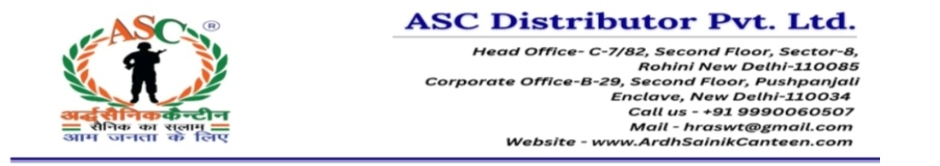 ASC ®
अर्द्धसैनिक कैन्टीन
सैनिक का सलाम
आम जनता के लिए
ASC Distributor Pvt. Ltd.
Head Office- C-7/82, Second Floor, Sector-8,
Rohini New Delhi-110085
Corporate Office-B-29, Second Floor, Pushpanjali
Enclave, New Delhi-110034
Call us - +91 9990060507
Mail - hraswt@gmail.com
Website - www.ArdhSainikCanteen.com